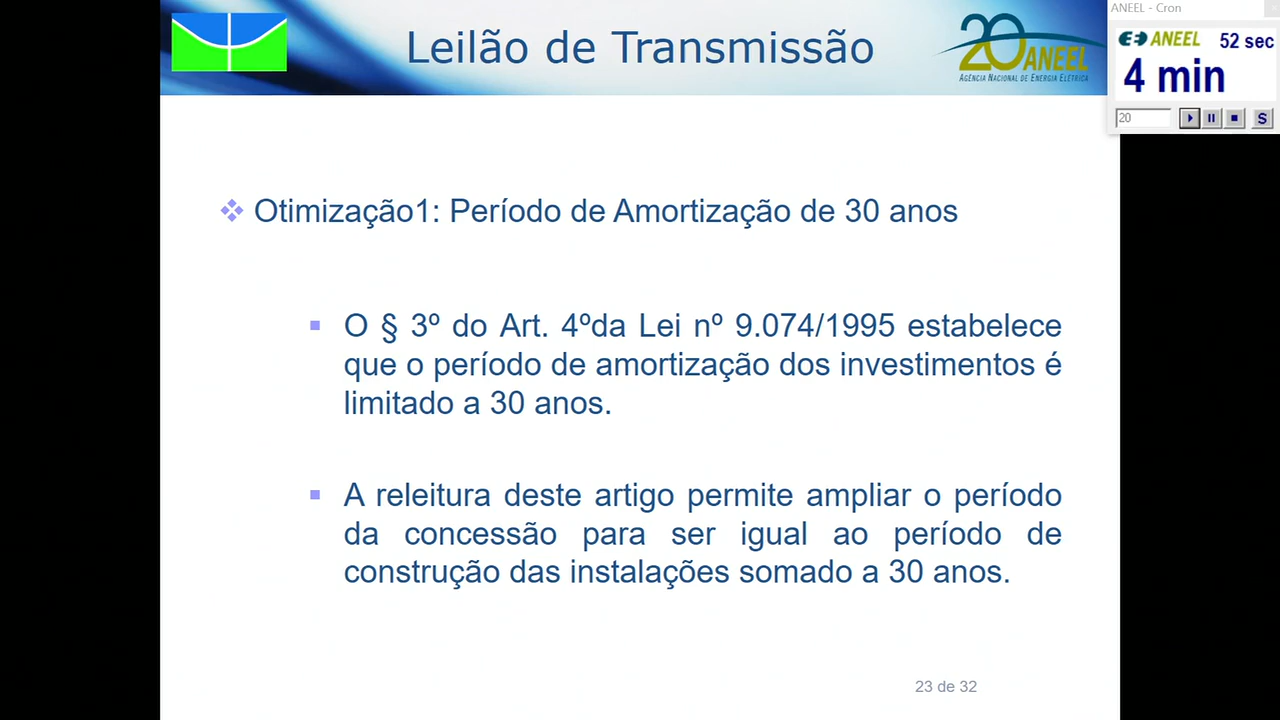 Leilão de Transmissão
20 ANEEL
AGÊNCIA NACIONAL DE ENERGIA ELÉTRICA
ANEEL - Cron
ANEEL 52 sec
4 min
20
S
Otimização1: Período de Amortização de 30 anos
O § 3º do Art. 4ºda Lei nº 9.074/1995 estabelece
que o período de amortização dos investimentos é
limitado a 30 anos.
A releitura deste artigo permite ampliar o período
da concessão para ser igual ao período de
construção das instalações somado a 30 anos.
23 de 32